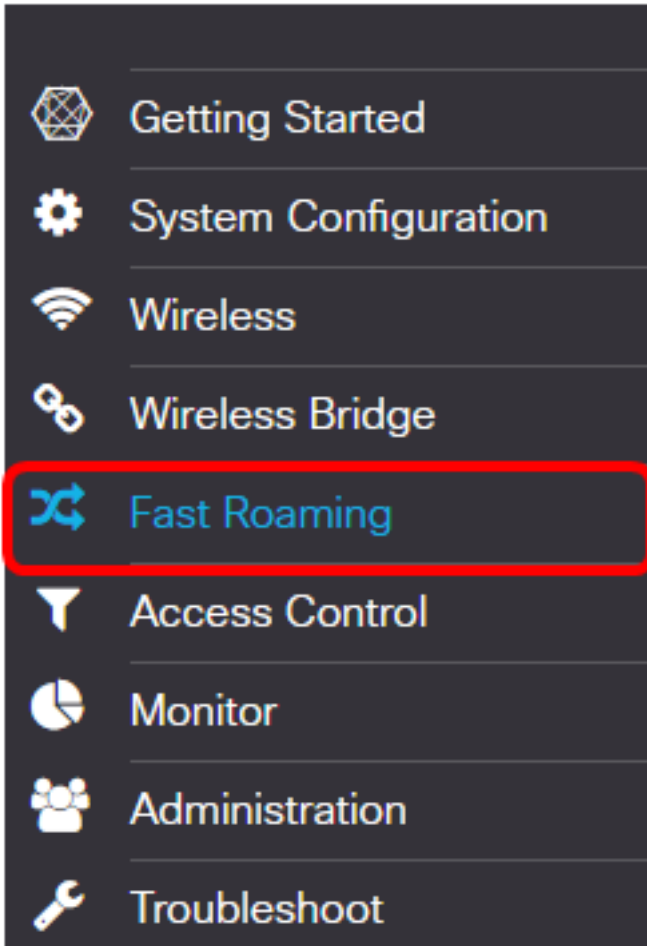 Getting Started
System Configuration
Wireless
Wireless Bridge
Fast Roaming
Access Control
Monitor
Administration
Troubleshoot